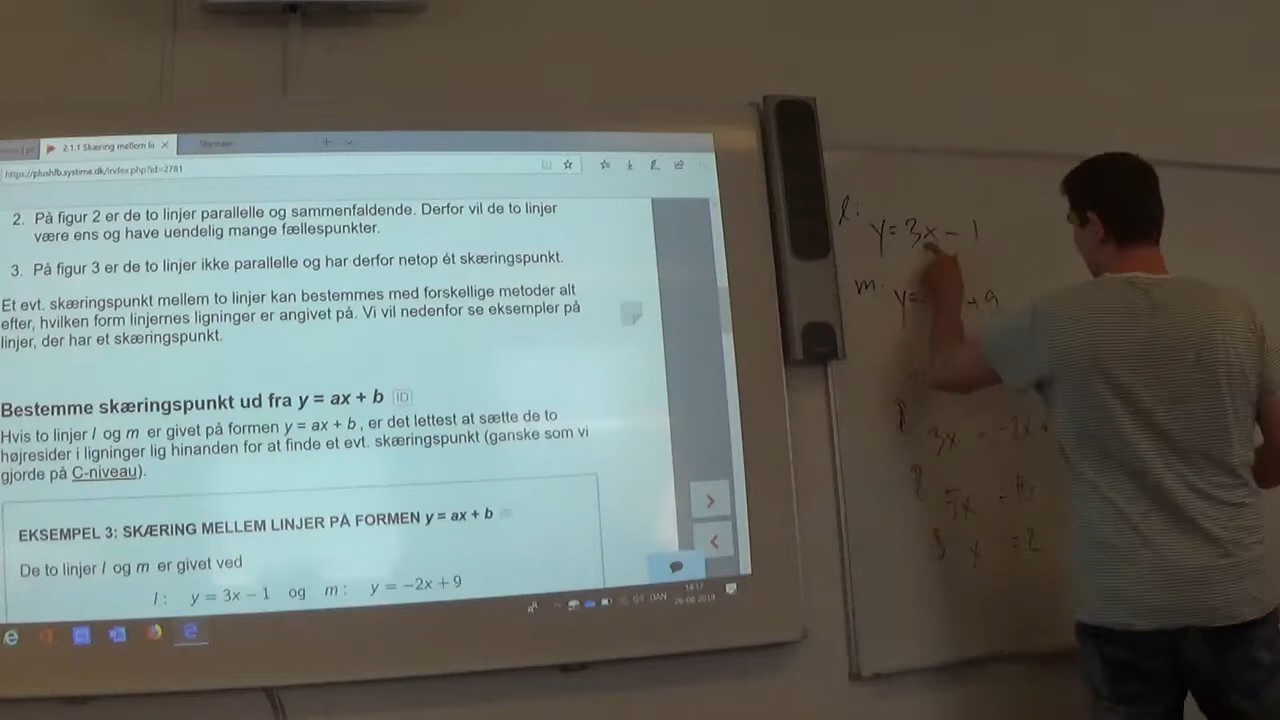 2.1.1 Skæring mellem li
https://plushfb.systime.dk/index.php?id=2781
2. På figur 2 er de to linjer parallelle og sammenfaldende. Derfor vil de to linjer
være ens og have uendelig mange fællespunkter.
3. På figur 3 er de to linjer ikke parallelle og har derfor netop ét skæringspunkt.
Et evt. skæringspunkt mellem to linjer kan bestemmes med forskellige metoder alt
efter, hvilken form linjernes ligninger er angivet på. Vi vil nedenfor se eksempler på
linjer, der har et skæringspunkt.
Bestemme skæringspunkt ud fra y = ax + b
Hvis to linjer l og m er givet på formen y = ax + b, er det lettest at sætte de to
højresider i ligninger lig hinanden for at finde et evt. skæringspunkt (ganske som vi
gjorde på C-niveau).
EKSEMPEL 3: SKÆRING MELLEM LINJER PÅ FORMEN y = ax + b
De to linjer l og m er givet ved
l: y = 3x − 1 og m: y = −2x + 9
DAN
14:17
26-08-2019
l: y = 3x − 1
m: y = + 9
3x = −2x +
5x = 10
x = 2